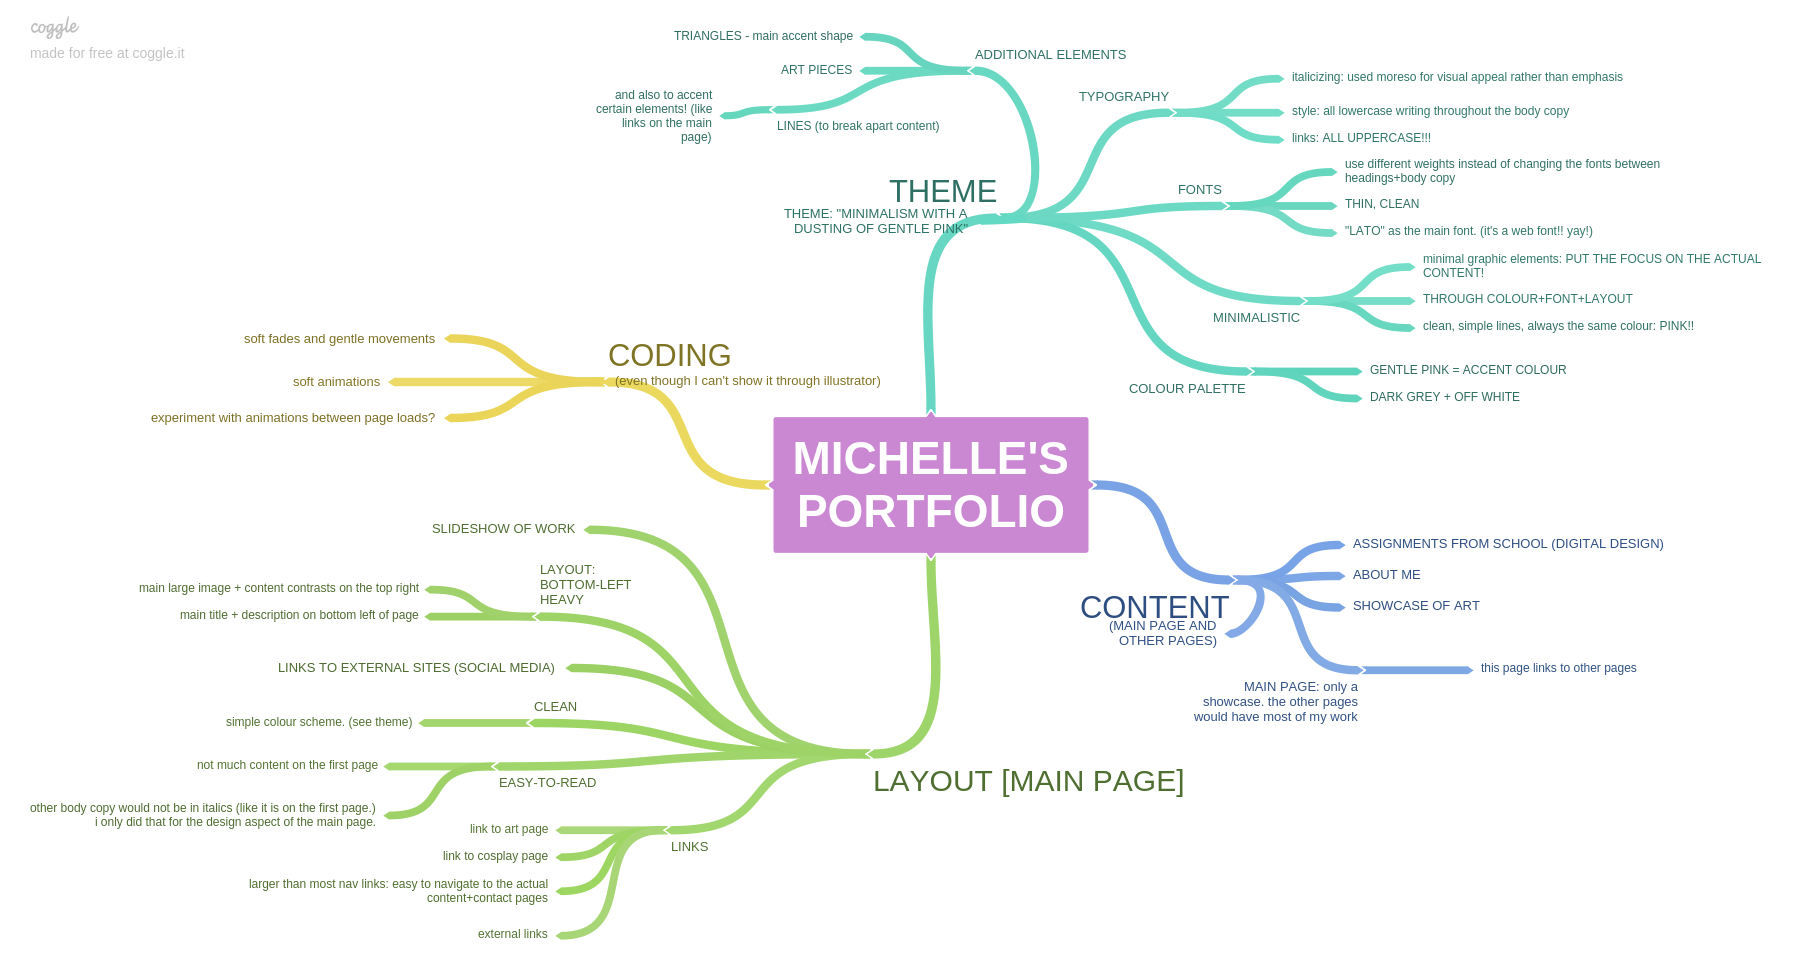 coggle
made for free at coggle.it
TRIANGLES - main accent shape
ADDITIONAL ELEMENTS
ART PIECES
and also to accent
certain elements! (like
links on the main
page)
LINES (to break apart content)
TYPOGRAPHY
italicizing: used moreso for visual appeal rather than emphasis
style: all lowercase writing throughout the body copy
links: ALL UPPERCASE!!!
THEME
THEME: "MINIMALISM WITH A
DUSTING OF GENTLE PINK"
FONTS
use different weights instead of changing the fonts between
headings+body copy
THIN, CLEAN
"LATO" as the main font. (it's a web font!! yay!)
MINIMALISTIC
minimal graphic elements: PUT THE FOCUS ON THE ACTUAL
CONTENT!
THROUGH COLOUR+FONT+LAYOUT
clean, simple lines, always the same colour: PINK!!
COLOUR PALETTE
GENTLE PINK = ACCENT COLOUR
DARK GREY + OFF WHITE
CODING
(even though I can't show it through illustrator)
soft fades and gentle movements
soft animations
experiment with animations between page loads?
MICHELLE'S
PORTFOLIO
CONTENT
(MAIN PAGE AND
OTHER PAGES)
ASSIGNMENTS FROM SCHOOL (DIGITAL DESIGN)
ABOUT ME
SHOWCASE OF ART
MAIN PAGE: only a
showcase. the other pages
would have most of my work
this page links to other pages
SLIDESHOW OF WORK
LAYOUT:
BOTTOM-LEFT
HEAVY
main large image + content contrasts on the top right
main title + description on bottom left of page
LINKS TO EXTERNAL SITES (SOCIAL MEDIA)
CLEAN
simple colour scheme. (see theme)
not much content on the first page
EASY-TO-READ
other body copy would not be in italics (like it is on the first page.)
i only did that for the design aspect of the main page.
LAYOUT [MAIN PAGE]
link to art page
LINKS
link to cosplay page
larger than most nav links: easy to navigate to the actual
content+contact pages
external links